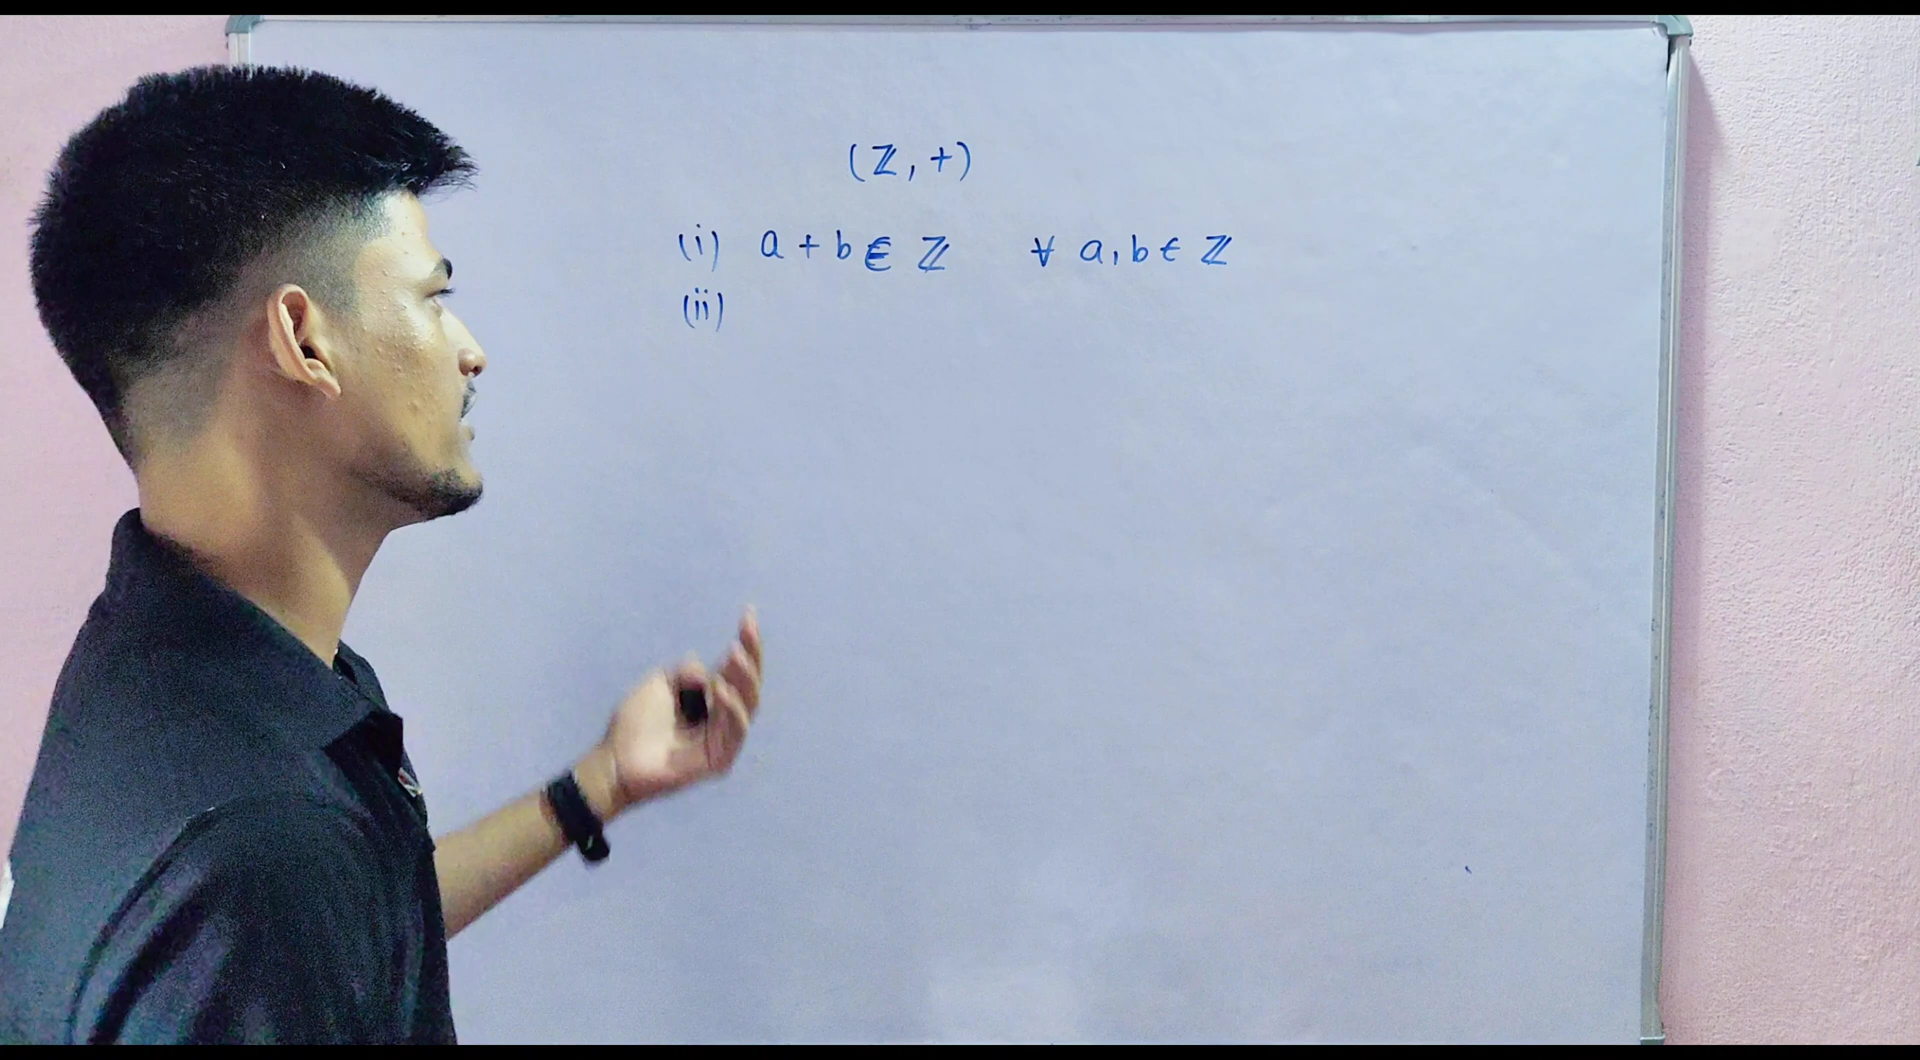 (ℤ, +)
(i) a + b ∈ ℤ ∀ a, b ∈ ℤ
(ii)